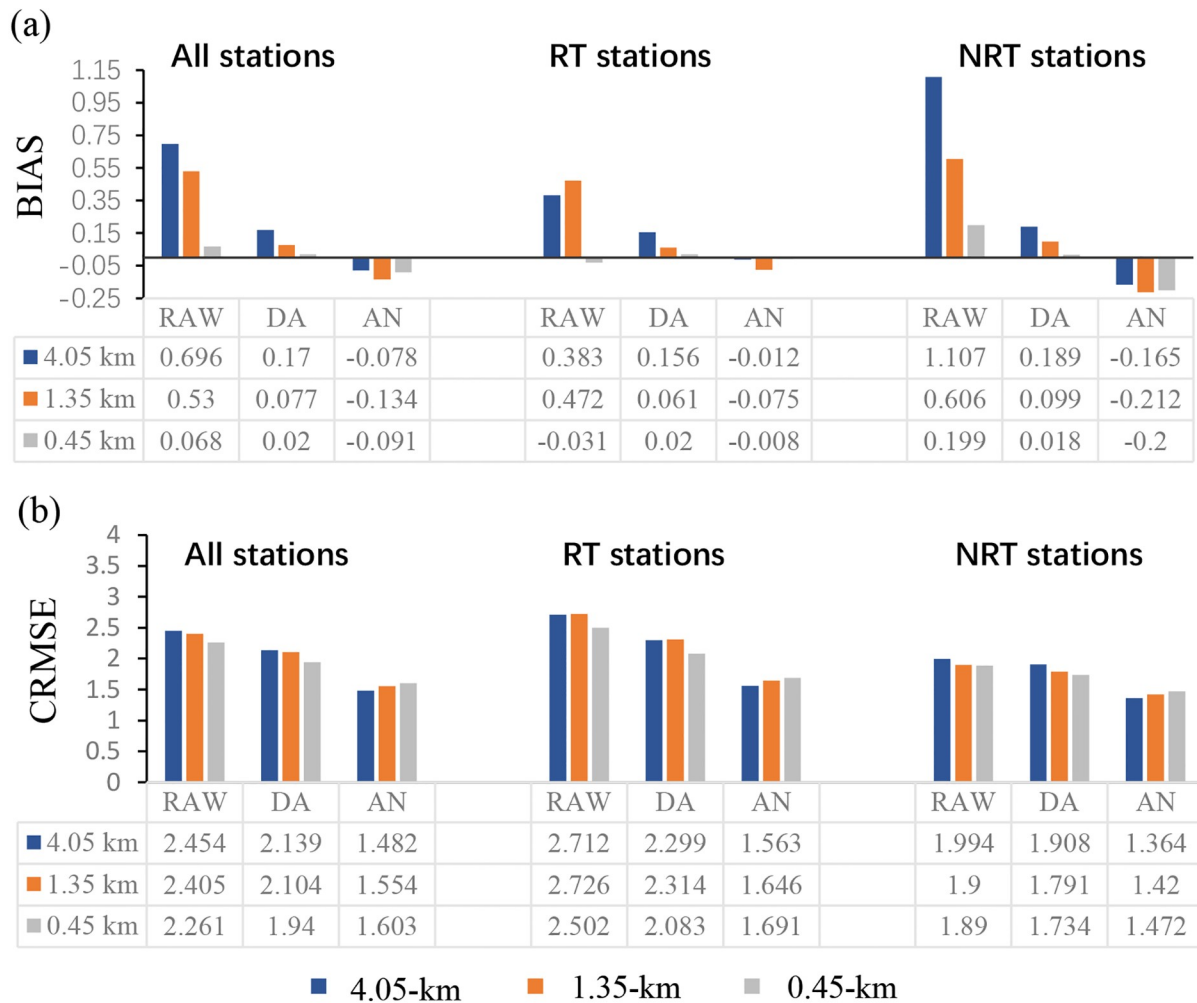 (a)
All stations RT stations NRT stations
BIAS
1.15
0.95
0.75
0.55
0.35
0.15
-0.05
-0.25
RAW DA AN RAW DA AN RAW DA AN
4.05 km 0.696 0.17 -0.078 0.383 0.156 -0.012 1.107 0.189 -0.165
1.35 km 0.53 0.077 -0.134 0.472 0.061 -0.075 0.606 0.099 -0.212
0.45 km 0.068 0.02 -0.091 -0.031 0.02 -0.008 0.199 0.018 -0.2
(b)
All stations RT stations NRT stations
CRMSE
4
3.5
3
2.5
2
1.5
1
0.5
0
RAW DA AN RAW DA AN RAW DA AN
4.05 km 2.454 2.139 1.482 2.712 2.299 1.563 1.994 1.908 1.364
1.35 km 2.405 2.104 1.554 2.726 2.314 1.646 1.9 1.791 1.42
0.45 km 2.261 1.94 1.603 2.502 2.083 1.691 1.89 1.734 1.472
4.05-km 1.35-km 0.45-km